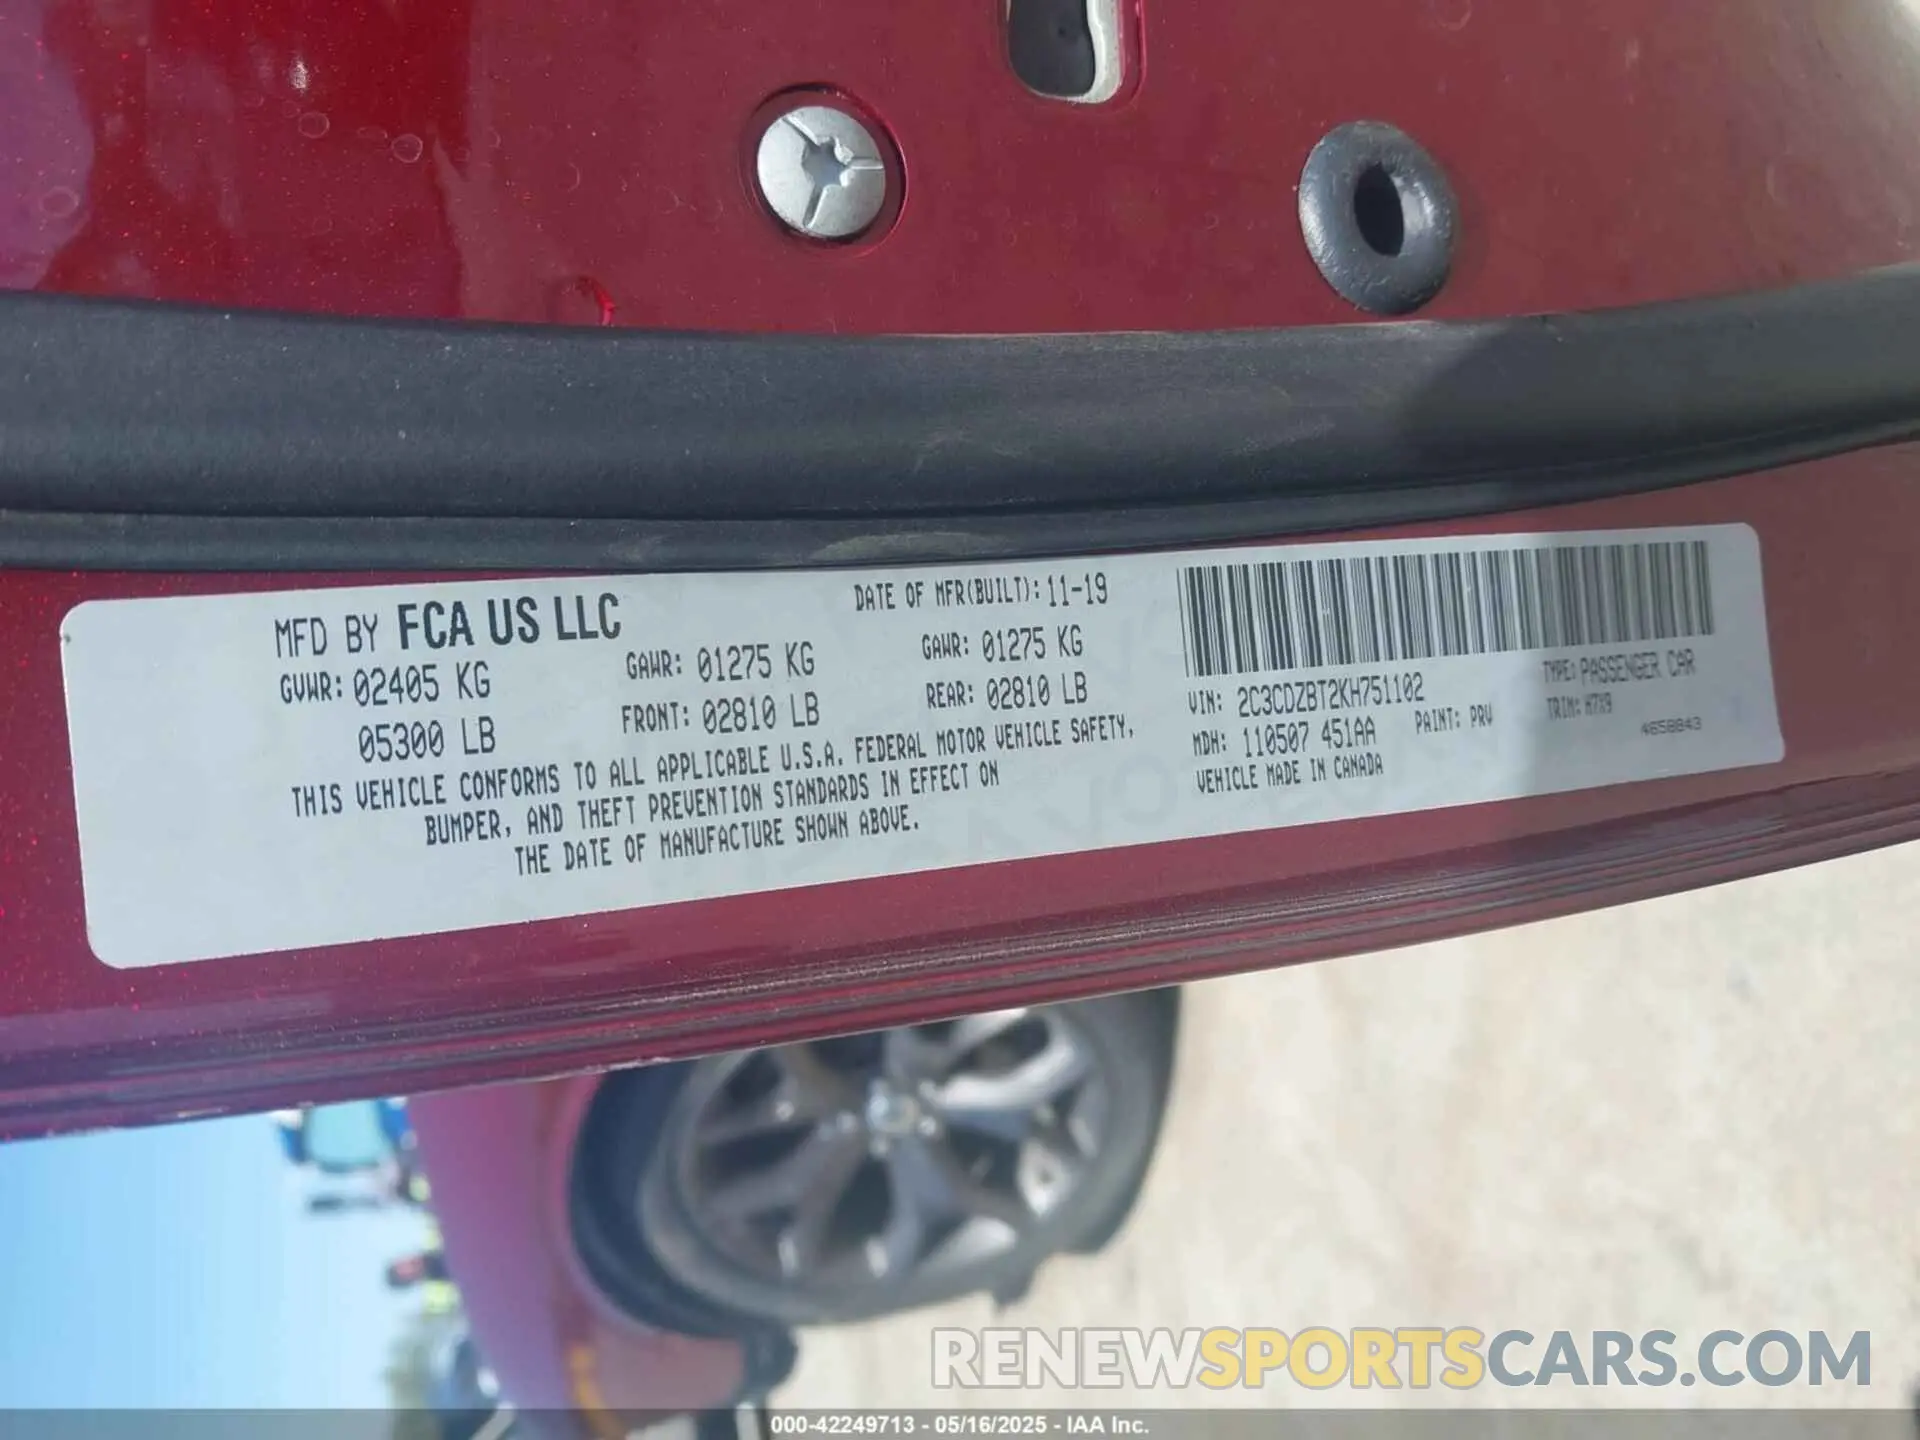 MFD BY FCA US LLC
DATE OF MFR(BUILT): 11-19
GVWR: 02405 KG
05300 LB
GAWR: 01275 KG
FRONT: 02810 LB
GAWR: 01275 KG
REAR: 02810 LB
THIS VEHICLE CONFORMS TO ALL APPLICABLE U.S.A. FEDERAL MOTOR VEHICLE SAFETY,
BUMPER, AND THEFT PREVENTION STANDARDS IN EFFECT ON
THE DATE OF MANUFACTURE SHOWN ABOVE.
VIN: 2C3CDZBT2KH751102
TYPE: PASSENGER CAR
MDH: 110507 451AA
PAINT: PRV
TRIM: H7X9
VEHICLE MADE IN CANADA
4658843
RENEWSPORTSCARS.COM
000-42249713 - 05/16/2025 - IAA Inc.